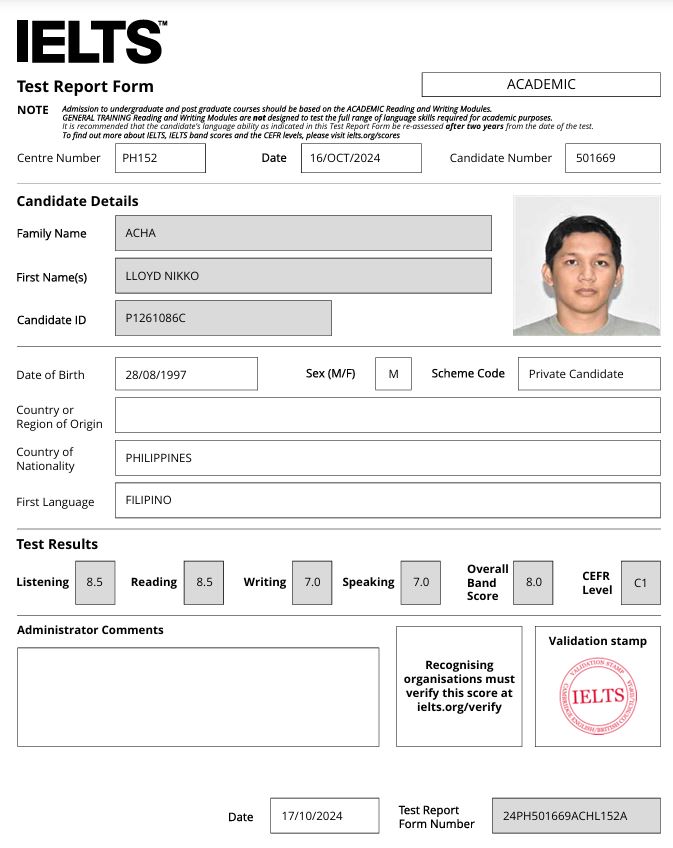 IELTS™
Test Report Form
ACADEMIC
NOTE
Admission to undergraduate and post graduate courses should be based on the ACADEMIC Reading and Writing Modules.
GENERAL TRAINING Reading and Writing Modules are not designed to test the full range of language skills required for academic purposes.
It is recommended that the candidate's language ability as indicated in this Test Report Form be re-assessed after two years from the date of the test.
To find out more about IELTS, IELTS band scores and the CEFR levels, please visit ielts.org/scores
Centre Number PH152 Date 16/OCT/2024 Candidate Number 501669
Candidate Details
Family Name ACHA
First Name(s) LLOYD NIKKO
Candidate ID P1261086C
Date of Birth 28/08/1997 Sex (M/F) M Scheme Code Private Candidate
Country or
Region of Origin
Country of
Nationality PHILIPPINES
First Language FILIPINO
Test Results
Listening 8.5 Reading 8.5 Writing 7.0 Speaking 7.0 Overall Band Score 8.0 CEFR Level C1
Administrator Comments
Recognising
organisations must
verify this score at
ielts.org/verify
Validation stamp
VALIDATION STAMP
IELTS
Date 17/10/2024
Test Report
Form Number 24PH501669ACHL152A